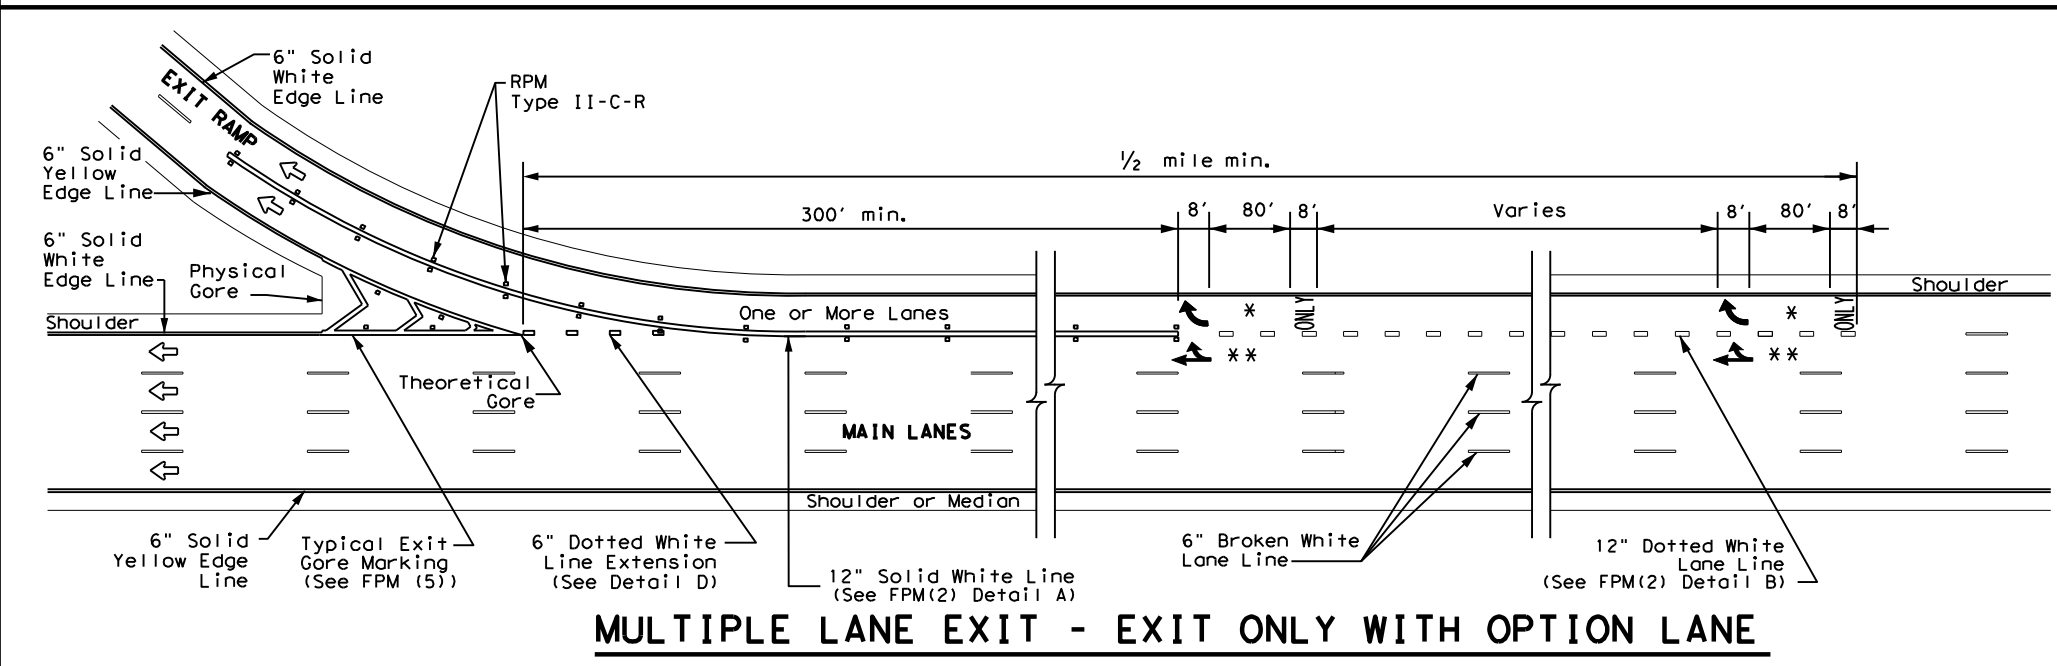 6" Solid
White
Edge Line
EXIT RAMP
RPM
Type II-C-R
6" Solid
Yellow
Edge Line
½ mile min.
300' min.
8'
80'
8'
Varies
8'
80'
8'
6" Solid
White
Edge Line
Physical
Gore
Shoulder
Shoulder
One or More Lanes
*
ONLY
*
ONLY
**
**
Theoretical
Gore
MAIN LANES
Shoulder or Median
6" Solid
Yellow Edge
Line
Typical Exit
Gore Marking
(See FPM (5))
6" Dotted White
Line Extension
(See Detail D)
12" Solid White Line
(See FPM(2) Detail A)
6" Broken White
Lane Line
12" Dotted White
Lane Line
(See FPM(2) Detail B)
MULTIPLE LANE EXIT - EXIT ONLY WITH OPTION LANE